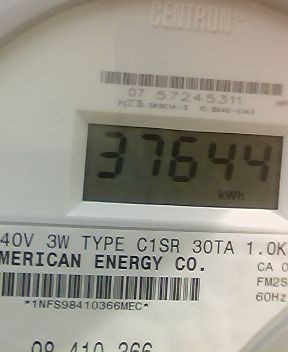 CENTRON®
07 57245311
37644
kWh
40V 3W TYPE C1SR 30TA 1.0K
MERICAN ENERGY CO.
CA 0
FM2S
60Hz
*1NFS98410366MEC*
98 410 366